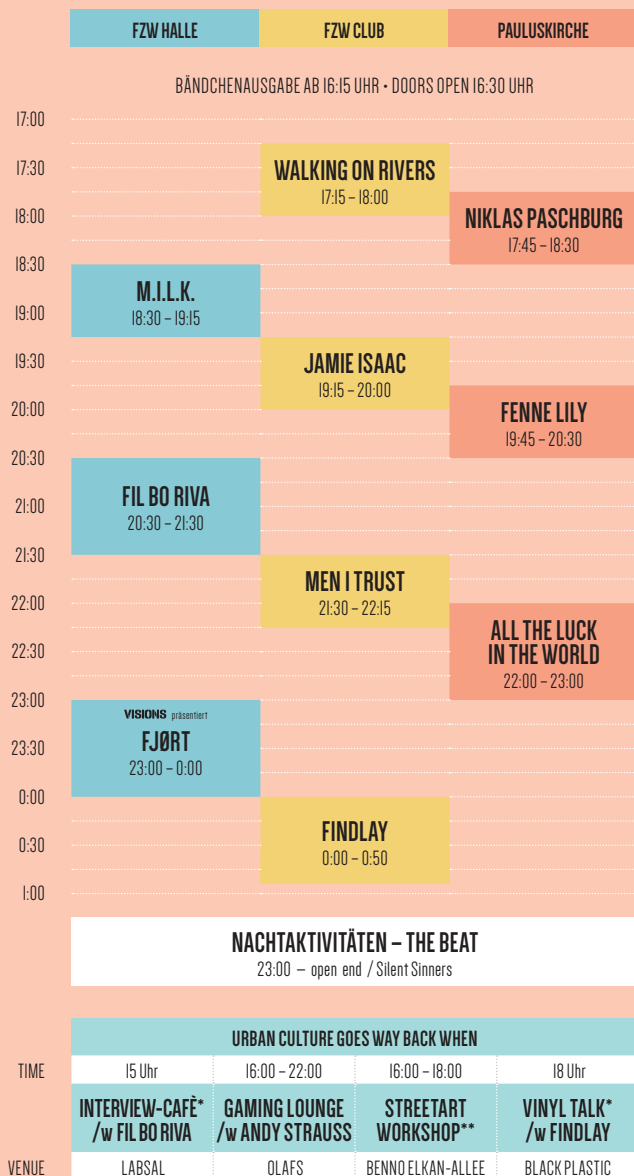 FZW HALLE FZW CLUB PAULUSKIRCHE
BÄNDCHENAUSGABE AB 16:15 UHR • DOORS OPEN 16:30 UHR
17:00
17:30
WALKING ON RIVERS
17:15 – 18:00
18:00
NIKLAS PASCHBURG
17:45 – 18:30
18:30
M.I.L.K.
18:30 – 19:15
19:00
19:30
JAMIE ISAAC
19:15 – 20:00
20:00
FENNE LILY
19:45 – 20:30
20:30
FIL BO RIVA
20:30 – 21:30
21:00
21:30
MEN I TRUST
21:30 – 22:15
22:00
ALL THE LUCK
IN THE WORLD
22:00 – 23:00
22:30
23:00
VISIONS präsentiert
FJØRT
23:00 – 0:00
23:30
0:00
FINDLAY
0:00 – 0:50
0:30
1:00
NACHTAKTIVITÄTEN – THE BEAT
23:00 – open end / Silent Sinners
URBAN CULTURE GOES WAY BACK WHEN
TIME 15 Uhr 16:00 – 22:00 16:00 – 18:00 18 Uhr
INTERVIEW-CAFÈ* GAMING LOUNGE STREETART VINYL TALK*
/w FIL BO RIVA /w ANDY STRAUSS WORKSHOP** /w FINDLAY
VENUE LABSAL OLAFS BENNO ELKAN-ALLEE BLACK PLASTIC